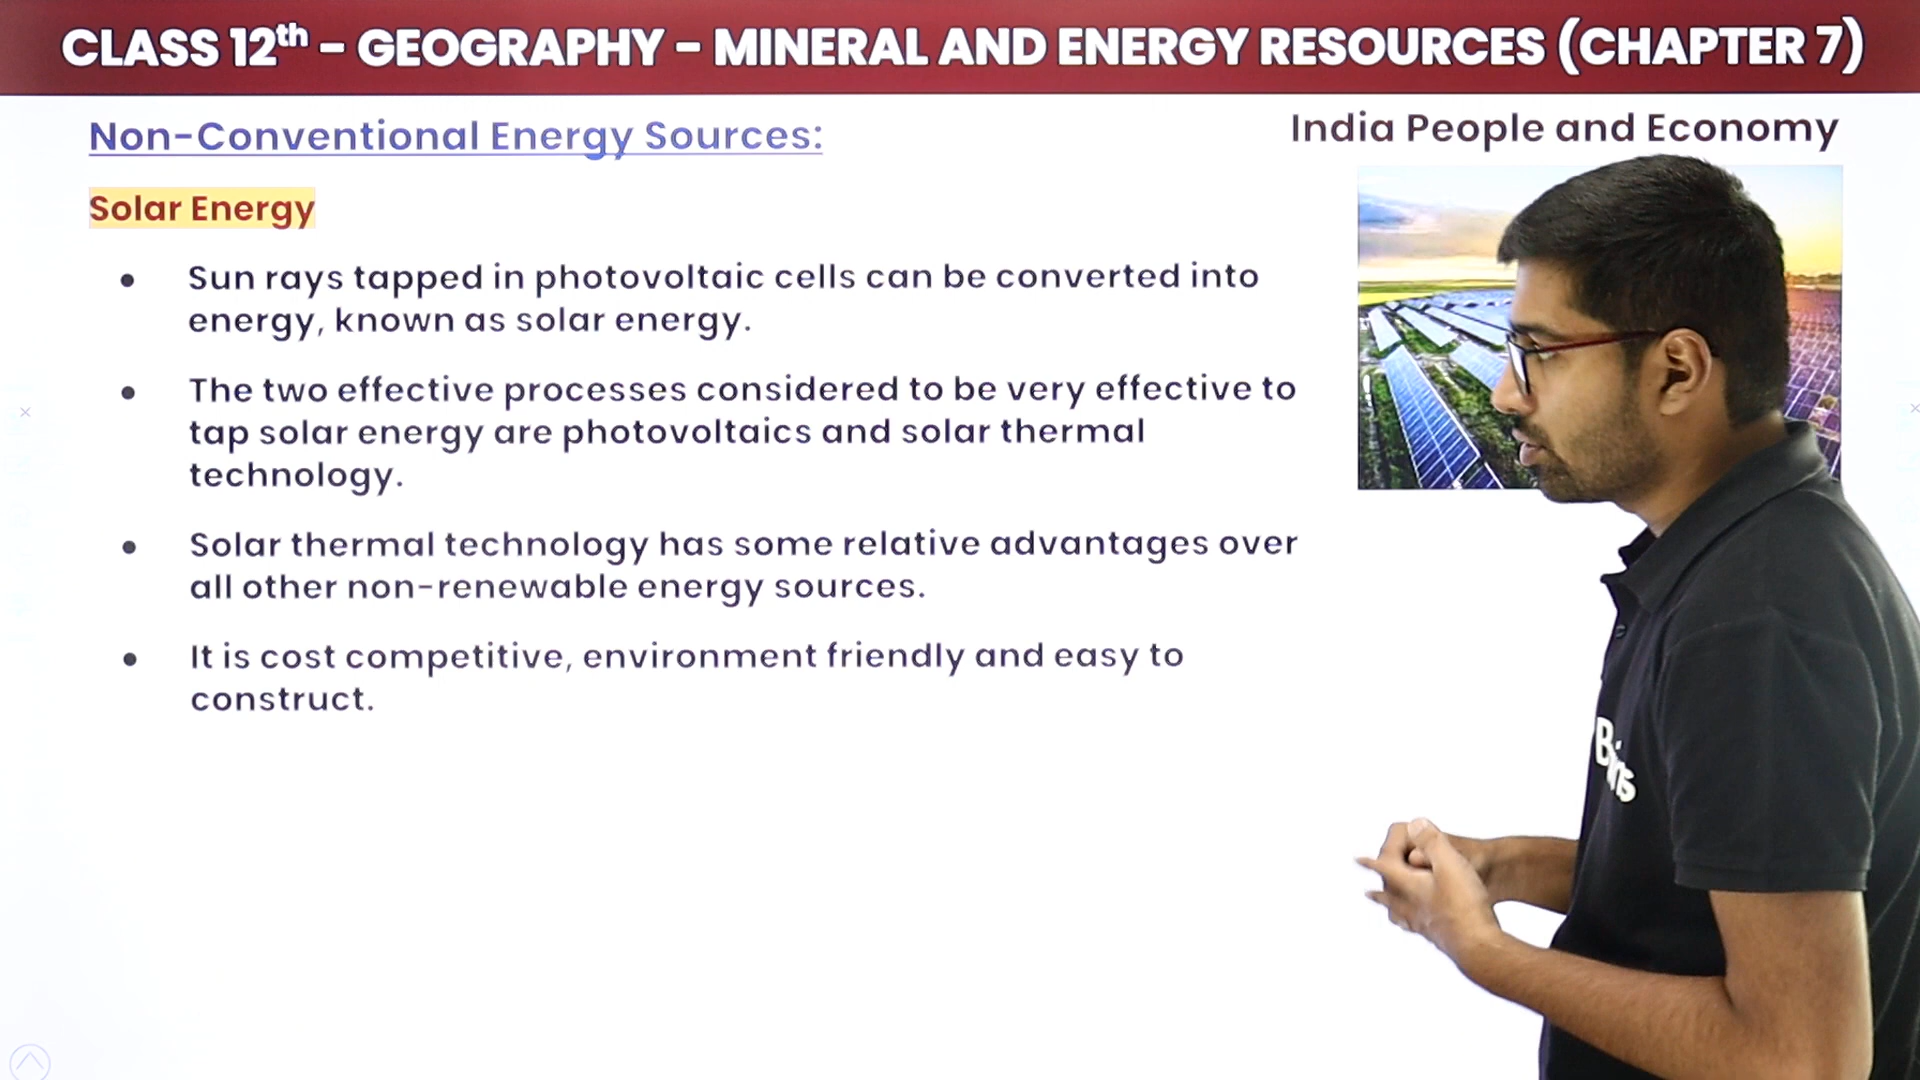 CLASS 12th – GEOGRAPHY – MINERAL AND ENERGY RESOURCES (CHAPTER 7)
India People and Economy
Non-Conventional Energy Sources:
Solar Energy
• Sun rays tapped in photovoltaic cells can be converted into
energy, known as solar energy.
• The two effective processes considered to be very effective to
tap solar energy are photovoltaics and solar thermal
technology.
• Solar thermal technology has some relative advantages over
all other non-renewable energy sources.
• It is cost competitive, environment friendly and easy to
construct.